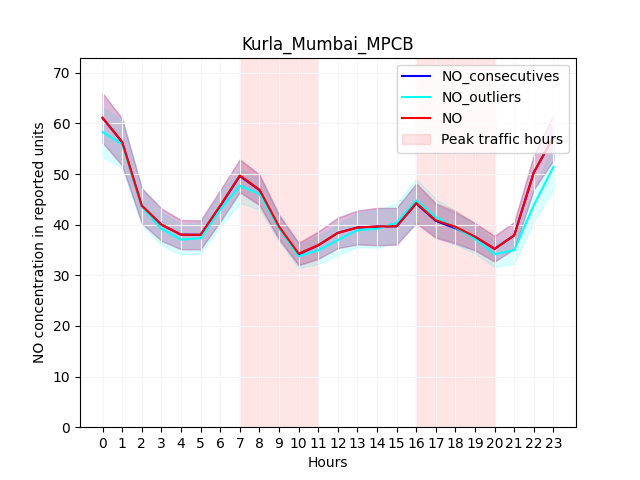 Kurla_Mumbai_MPCB
NO_consecutives
NO_outliers
NO
Peak traffic hours
NO concentration in reported units
70
60
50
40
30
20
10
0
0 1 2 3 4 5 6 7 8 9 10 11 12 13 14 15 16 17 18 19 20 21 22 23
Hours